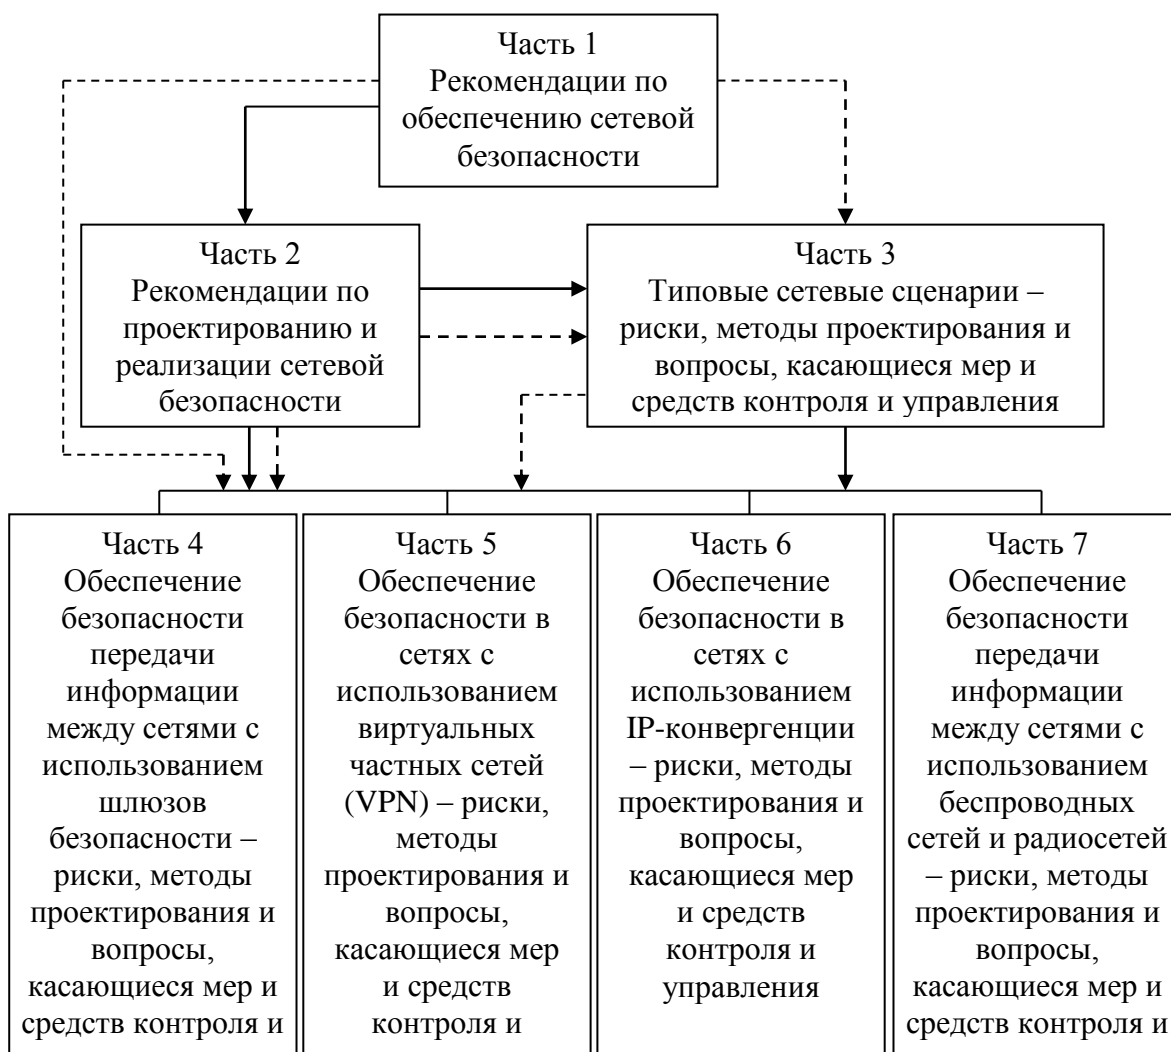 Часть 1
Рекомендации по
обеспечению сетевой
безопасности
Часть 2
Рекомендации по
проектированию и
реализации сетевой
безопасности
Часть 3
Типовые сетевые сценарии –
риски, методы проектирования и
вопросы, касающиеся мер и
средств контроля и управления
Часть 4
Обеспечение
безопасности
передачи
информации
между сетями с
использованием
шлюзов
безопасности –
риски, методы
проектирования и
вопросы,
касающиеся мер и
средств контроля и
Часть 5
Обеспечение
безопасности в
сетях с
использованием
виртуальных
частных сетей
(VPN) – риски,
методы
проектирования и
вопросы,
касающиеся мер
и средств
контроля и
Часть 6
Обеспечение
безопасности в
сетях с
использованием
IP-конвергенции
– риски, методы
проектирования и
вопросы,
касающиеся мер
и средств
контроля и
управления
Часть 7
Обеспечение
безопасности
передачи
информации
между сетями с
использованием
беспроводных
сетей и радиосетей
– риски, методы
проектирования и
вопросы,
касающиеся мер и
средств контроля и